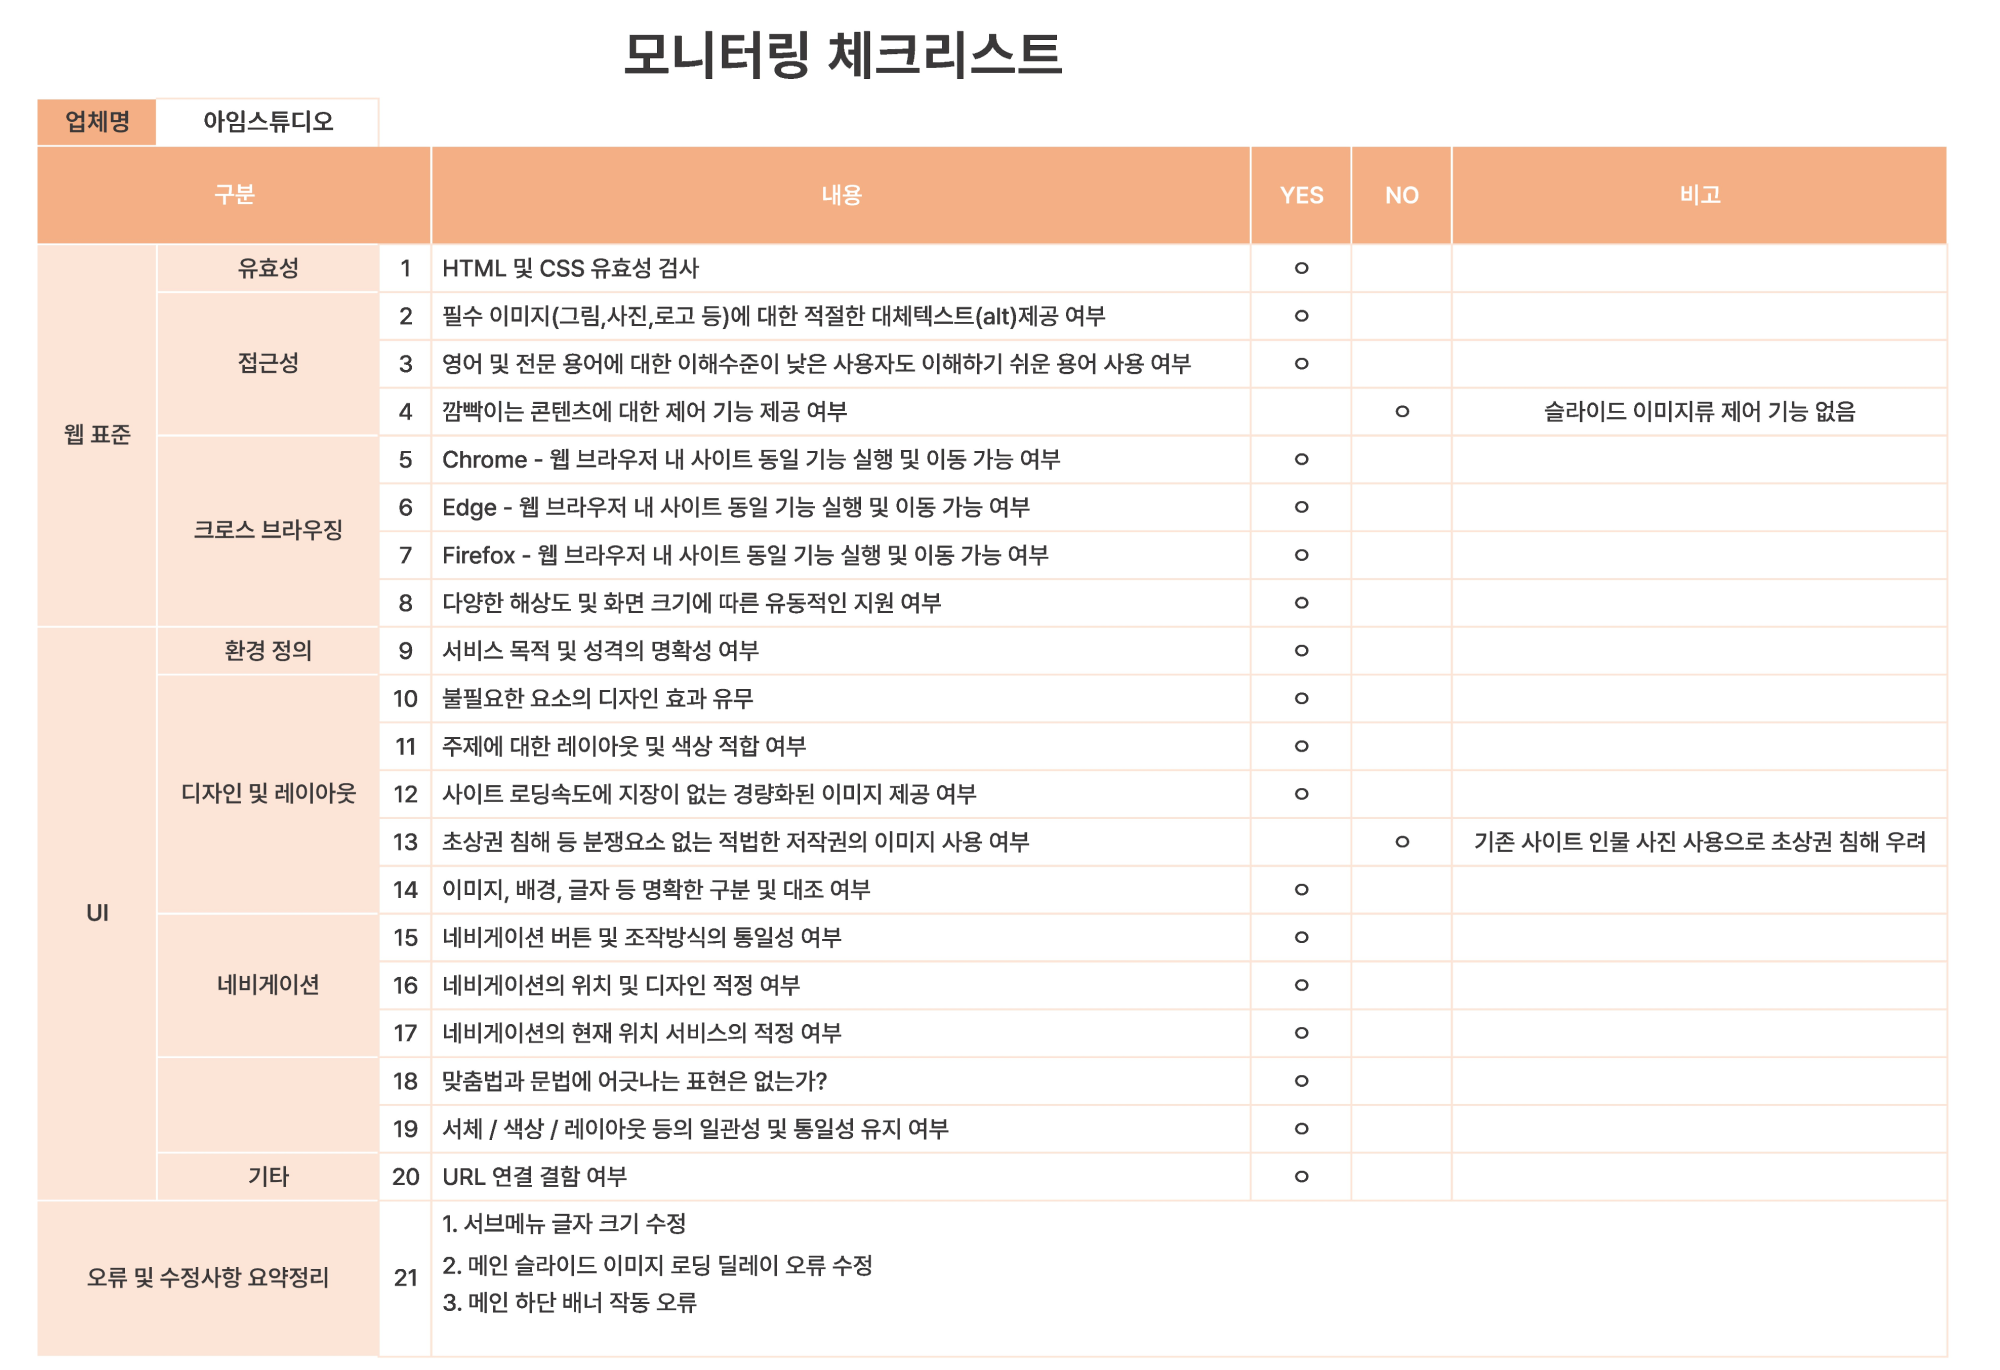 모니터링 체크리스트
업체명 아임스튜디오
구분 내용 YES NO 비고
웹 표준
유효성 1 HTML 및 CSS 유효성 검사 ㅇ
접근성
2 필수 이미지(그림,사진,로고 등)에 대한 적절한 대체텍스트(alt)제공 여부 ㅇ
3 영어 및 전문 용어에 대한 이해수준이 낮은 사용자도 이해하기 쉬운 용어 사용 여부 ㅇ
4 깜빡이는 콘텐츠에 대한 제어 기능 제공 여부 ㅇ 슬라이드 이미지류 제어 기능 없음
크로스 브라우징
5 Chrome - 웹 브라우저 내 사이트 동일 기능 실행 및 이동 가능 여부 ㅇ
6 Edge - 웹 브라우저 내 사이트 동일 기능 실행 및 이동 가능 여부 ㅇ
7 Firefox - 웹 브라우저 내 사이트 동일 기능 실행 및 이동 가능 여부 ㅇ
8 다양한 해상도 및 화면 크기에 따른 유동적인 지원 여부 ㅇ
UI
환경 정의 9 서비스 목적 및 성격의 명확성 여부 ㅇ
디자인 및 레이아웃
10 불필요한 요소의 디자인 효과 유무 ㅇ
11 주제에 대한 레이아웃 및 색상 적합 여부 ㅇ
12 사이트 로딩속도에 지장이 없는 경량화된 이미지 제공 여부 ㅇ
13 초상권 침해 등 분쟁요소 없는 적법한 저작권의 이미지 사용 여부 ㅇ 기존 사이트 인물 사진 사용으로 초상권 침해 우려
14 이미지, 배경, 글자 등 명확한 구분 및 대조 여부 ㅇ
네비게이션
15 네비게이션 버튼 및 조작방식의 통일성 여부 ㅇ
16 네비게이션의 위치 및 디자인 적정 여부 ㅇ
17 네비게이션의 현재 위치 서비스의 적정 여부 ㅇ
18 맞춤법과 문법에 어긋나는 표현은 없는가? ㅇ
19 서체 / 색상 / 레이아웃 등의 일관성 및 통일성 유지 여부 ㅇ
기타 20 URL 연결 결함 여부 ㅇ
오류 및 수정사항 요약정리 21
1. 서브메뉴 글자 크기 수정
2. 메인 슬라이드 이미지 로딩 딜레이 오류 수정
3. 메인 하단 배너 작동 오류